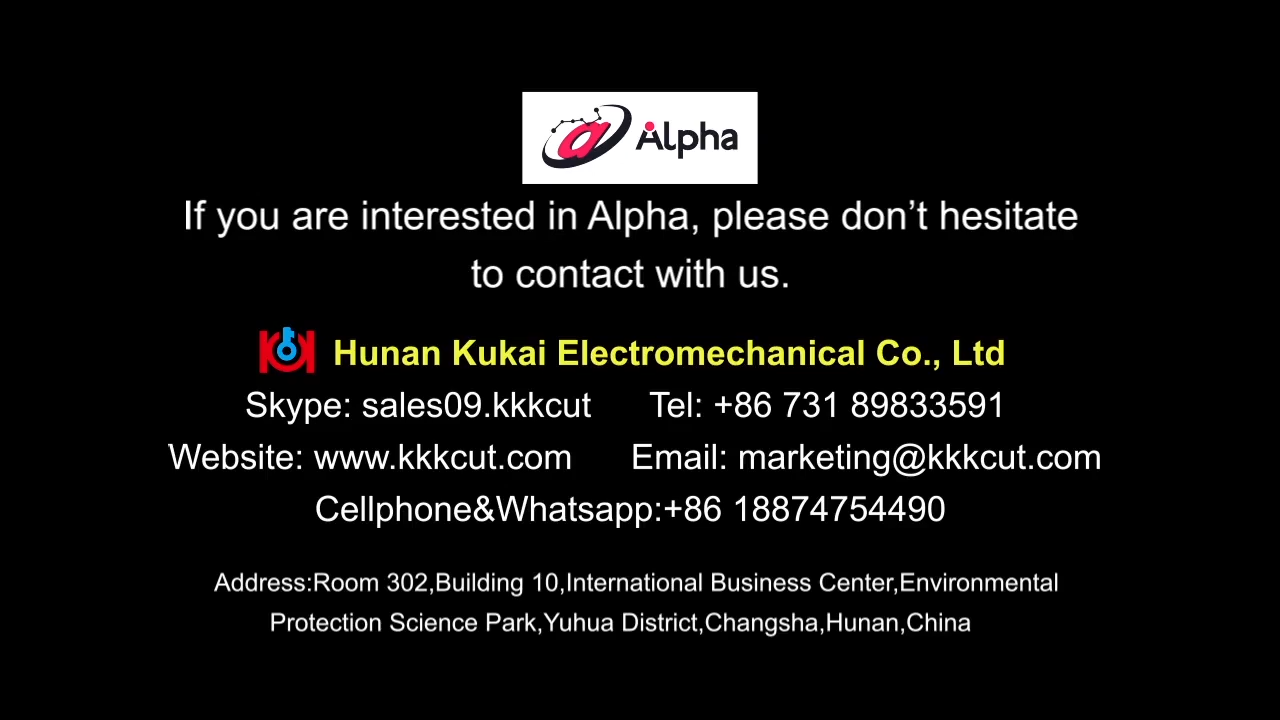 Alpha
If you are interested in Alpha, please don’t hesitate
to contact with us.
Hunan Kukai Electromechanical Co., Ltd
Skype: sales09.kkkcut Tel: +86 731 89833591
Website: www.kkkcut.com Email: marketing@kkkcut.com
Cellphone&Whatsapp:+86 18874754490
Address:Room 302,Building 10,International Business Center,Environmental
Protection Science Park,Yuhua District,Changsha,Hunan,China